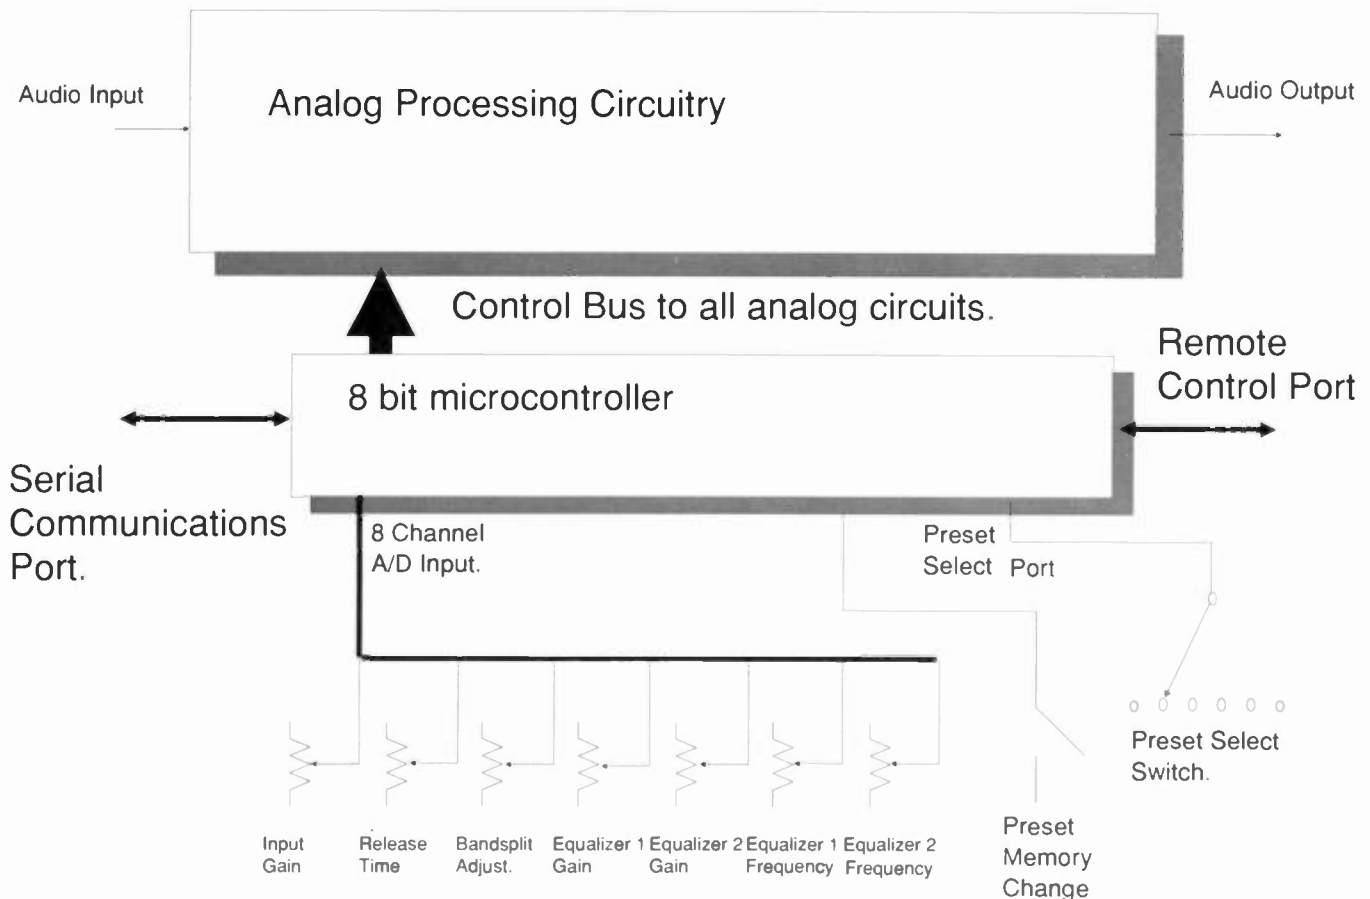 Audio Input
Analog Processing Circuitry
Audio Output
Control Bus to all analog circuits.
Remote
Control Port
8 bit microcontroller
Serial
Communications
Port.
8 Channel
A/D Input.
Preset
Select Port
Preset Select
Switch.
Input
Gain
Release
Time
Bandsplit
Adjust.
Equalizer 1
Gain
Equalizer 2
Gain
Equalizer 1
Frequency
Equalizer 2
Frequency
Preset
Memory
Change